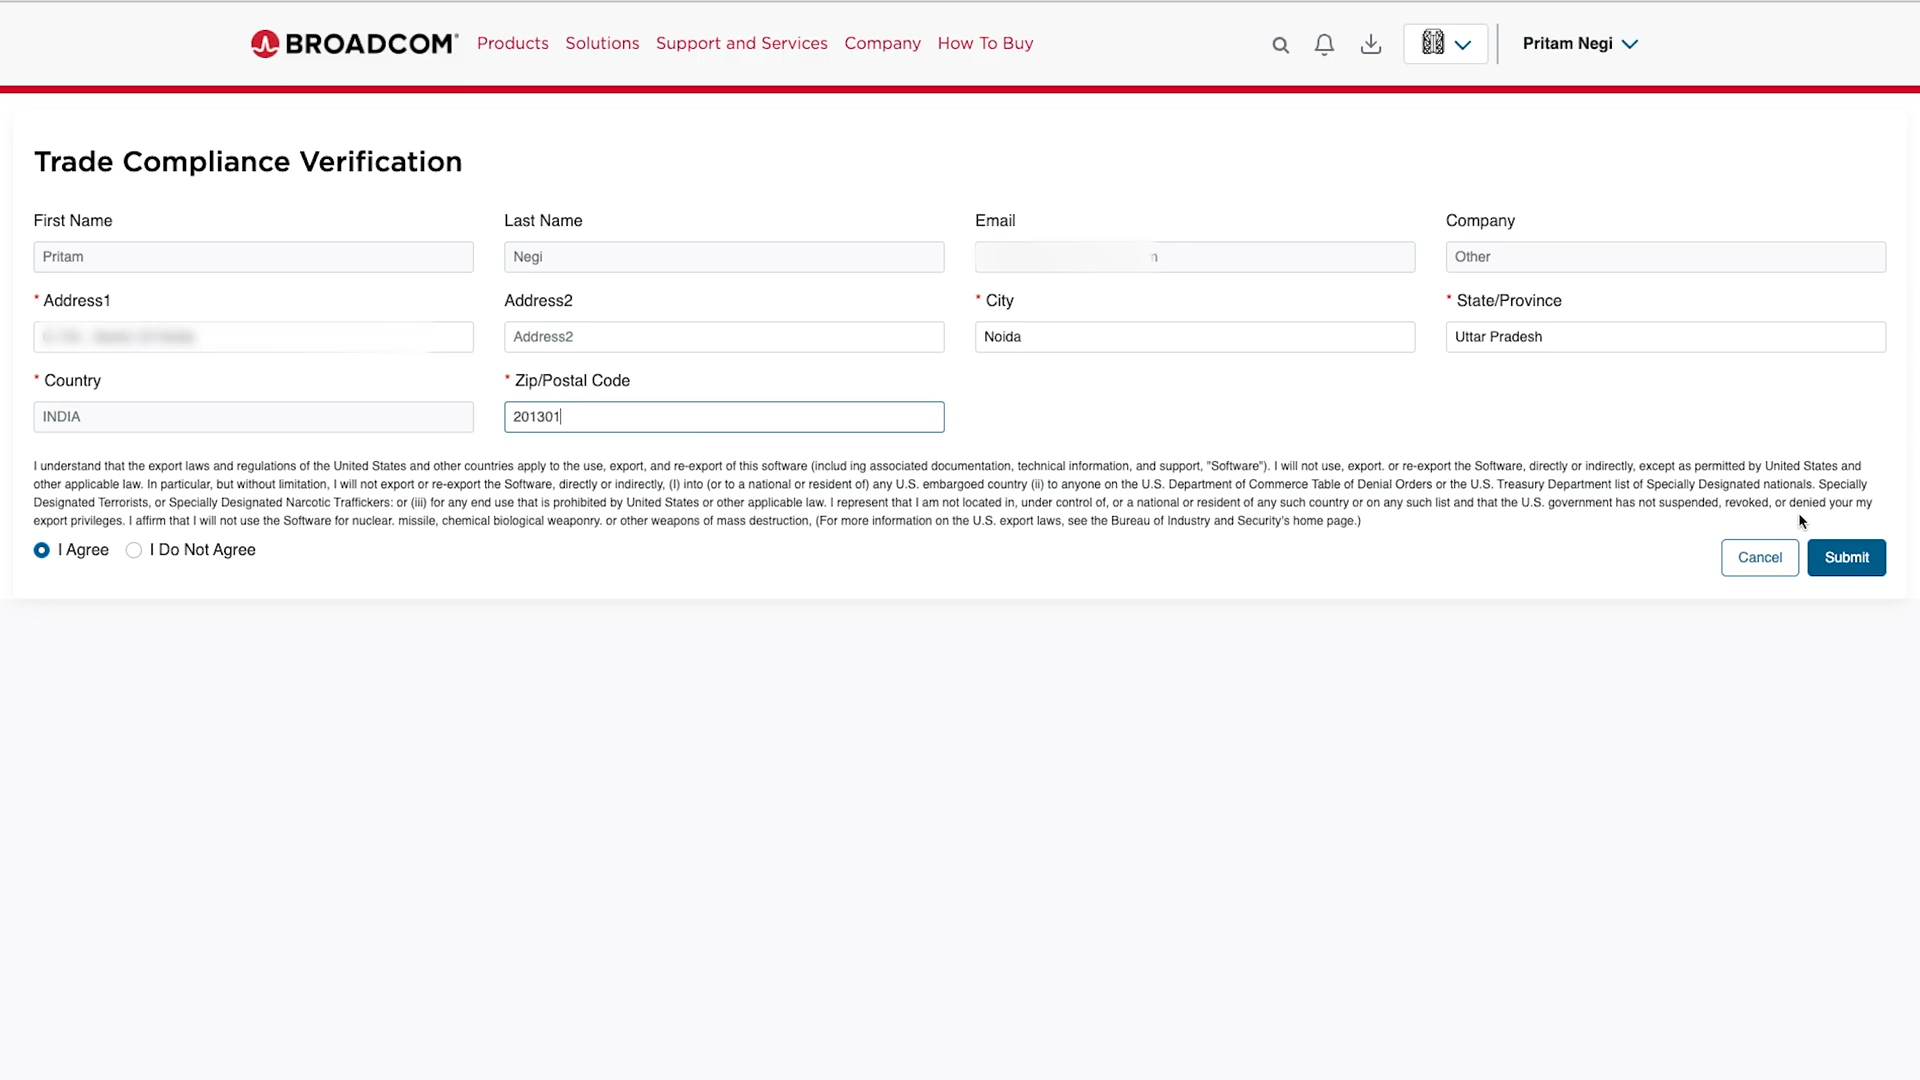 BROADCOM Products Solutions Support and Services Company How To Buy Pritam Negi
Trade Compliance Verification
First Name Last Name Email Company
Pritam Negi Other
* Address1 Address2 * City * State/Province
Address2 Noida Uttar Pradesh
* Country * Zip/Postal Code
INDIA 201301
I understand that the export laws and regulations of the United States and other countries apply to the use, export, and re-export of this software (includ ing associated documentation, technical information, and support, "Software"). I will not use, export. or re-export the Software, directly or indirectly, except as permitted by United States and
other applicable law. In particular, but without limitation, I will not export or re-export the Software, directly or indirectly, (I) into (or to a national or resident of) any U.S. embargoed country (ii) to anyone on the U.S. Department of Commerce Table of Denial Orders or the U.S. Treasury Department list of Specially Designated nationals. Specially
Designated Terrorists, or Specially Designated Narcotic Traffickers: or (iii) for any end use that is prohibited by United States or other applicable law. I represent that I am not located in, under control of, or a national or resident of any such country or on any such list and that the U.S. government has not suspended, revoked, or denied your my
export privileges. I affirm that I will not use the Software for nuclear. missile, chemical biological weaponry. or other weapons of mass destruction, (For more information on the U.S. export laws, see the Bureau of Industry and Security's home page.)
I Agree I Do Not Agree Cancel Submit